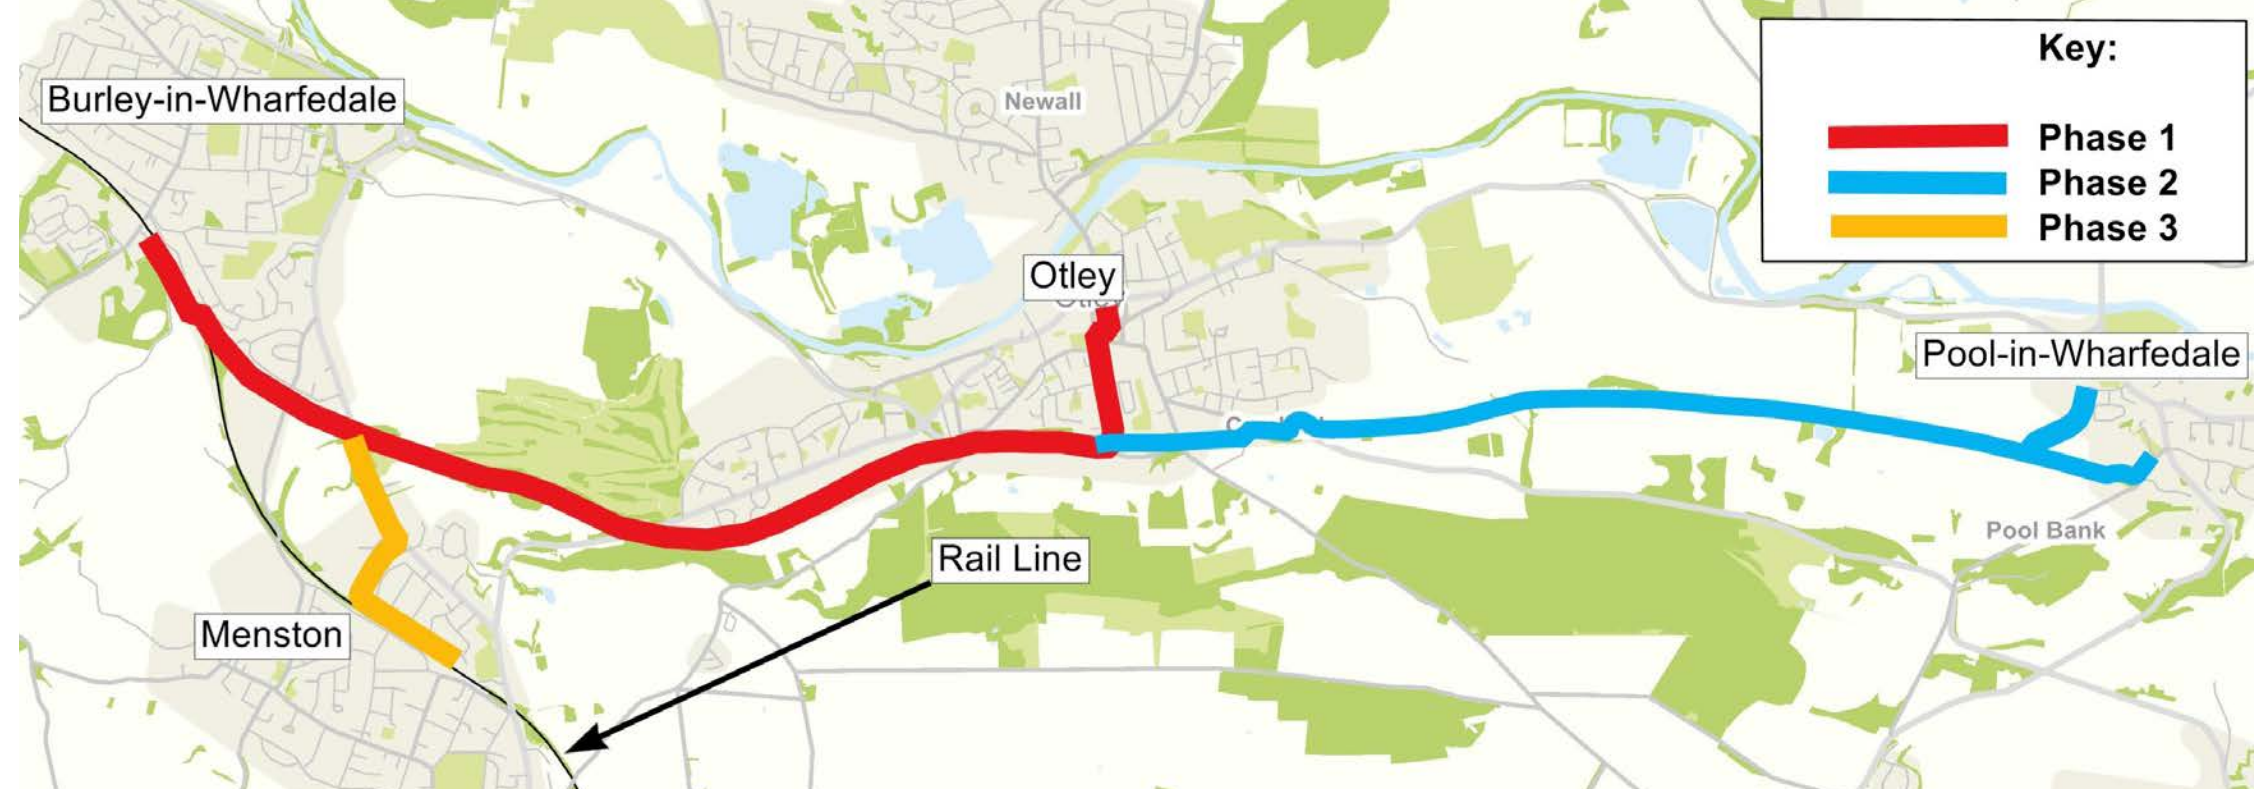 Burley-in-Wharfedale
Newall
Key:
Phase 1
Phase 2
Phase 3
Otley
Otley
Pool-in-Wharfedale
Pool Bank
Rail Line
Menston